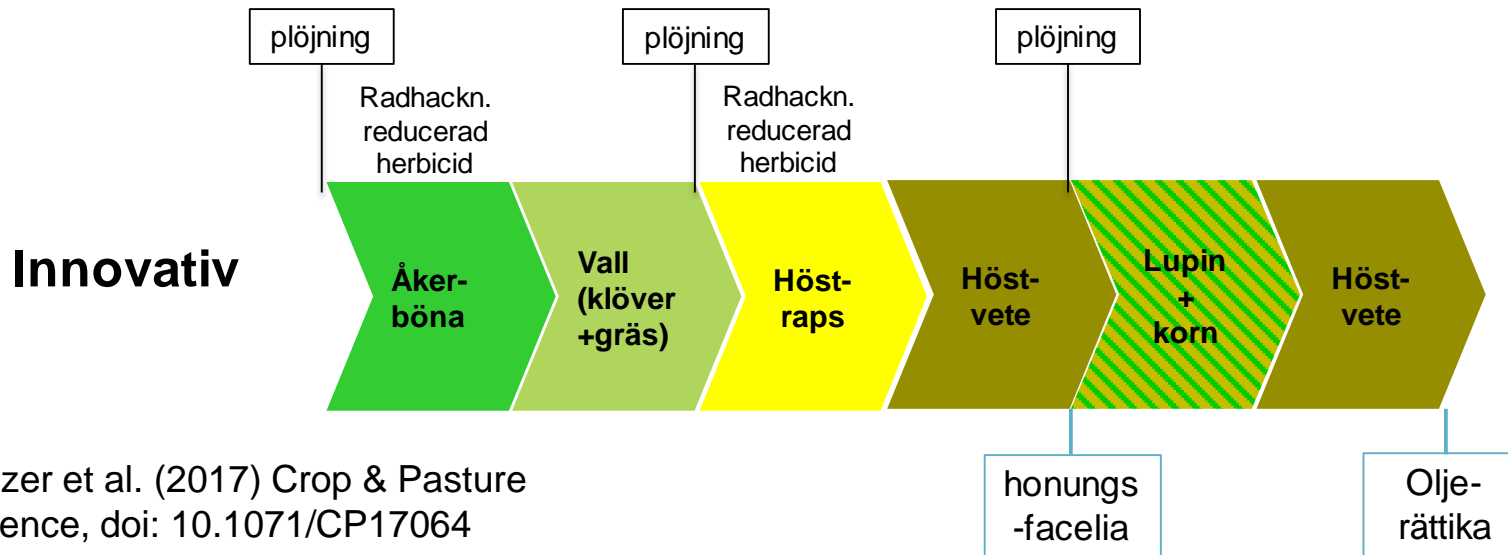 plöjning
plöjning
plöjning
Radhackn.
reducerad
herbicid
Radhackn.
reducerad
herbicid
Innovativ
Åker-
böna
Vall
(klöver
+gräs)
Höst-
raps
Höst-
vete
Lupin
+
korn
Höst-
vete
zer et al. (2017) Crop & Pasture
ence, doi: 10.1071/CP17064
honungs
-facelia
Olje-
rättika